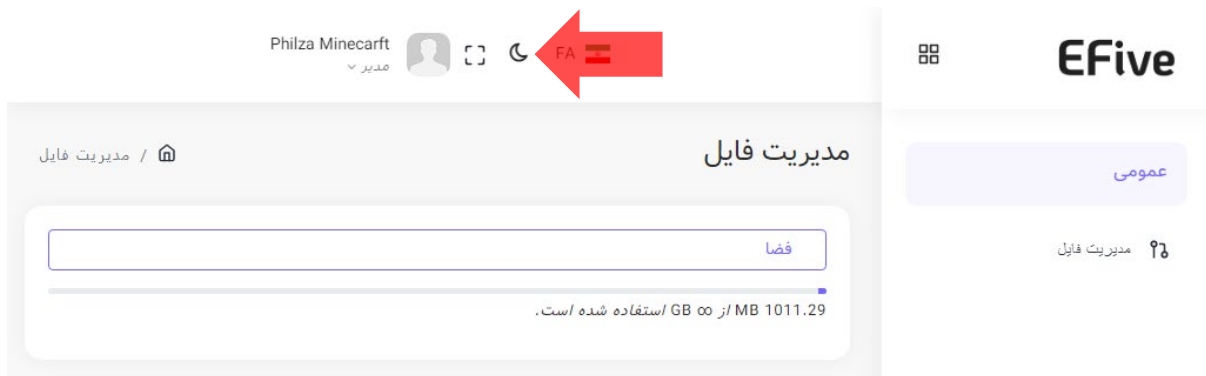 EFive
FA
Philza Minecarft
مدیر
عمومی
مدیریت فایل
مدیریت فایل
مدیریت فایل /
فضا
1011.29 MB از ∞ GB استفاده شده است.